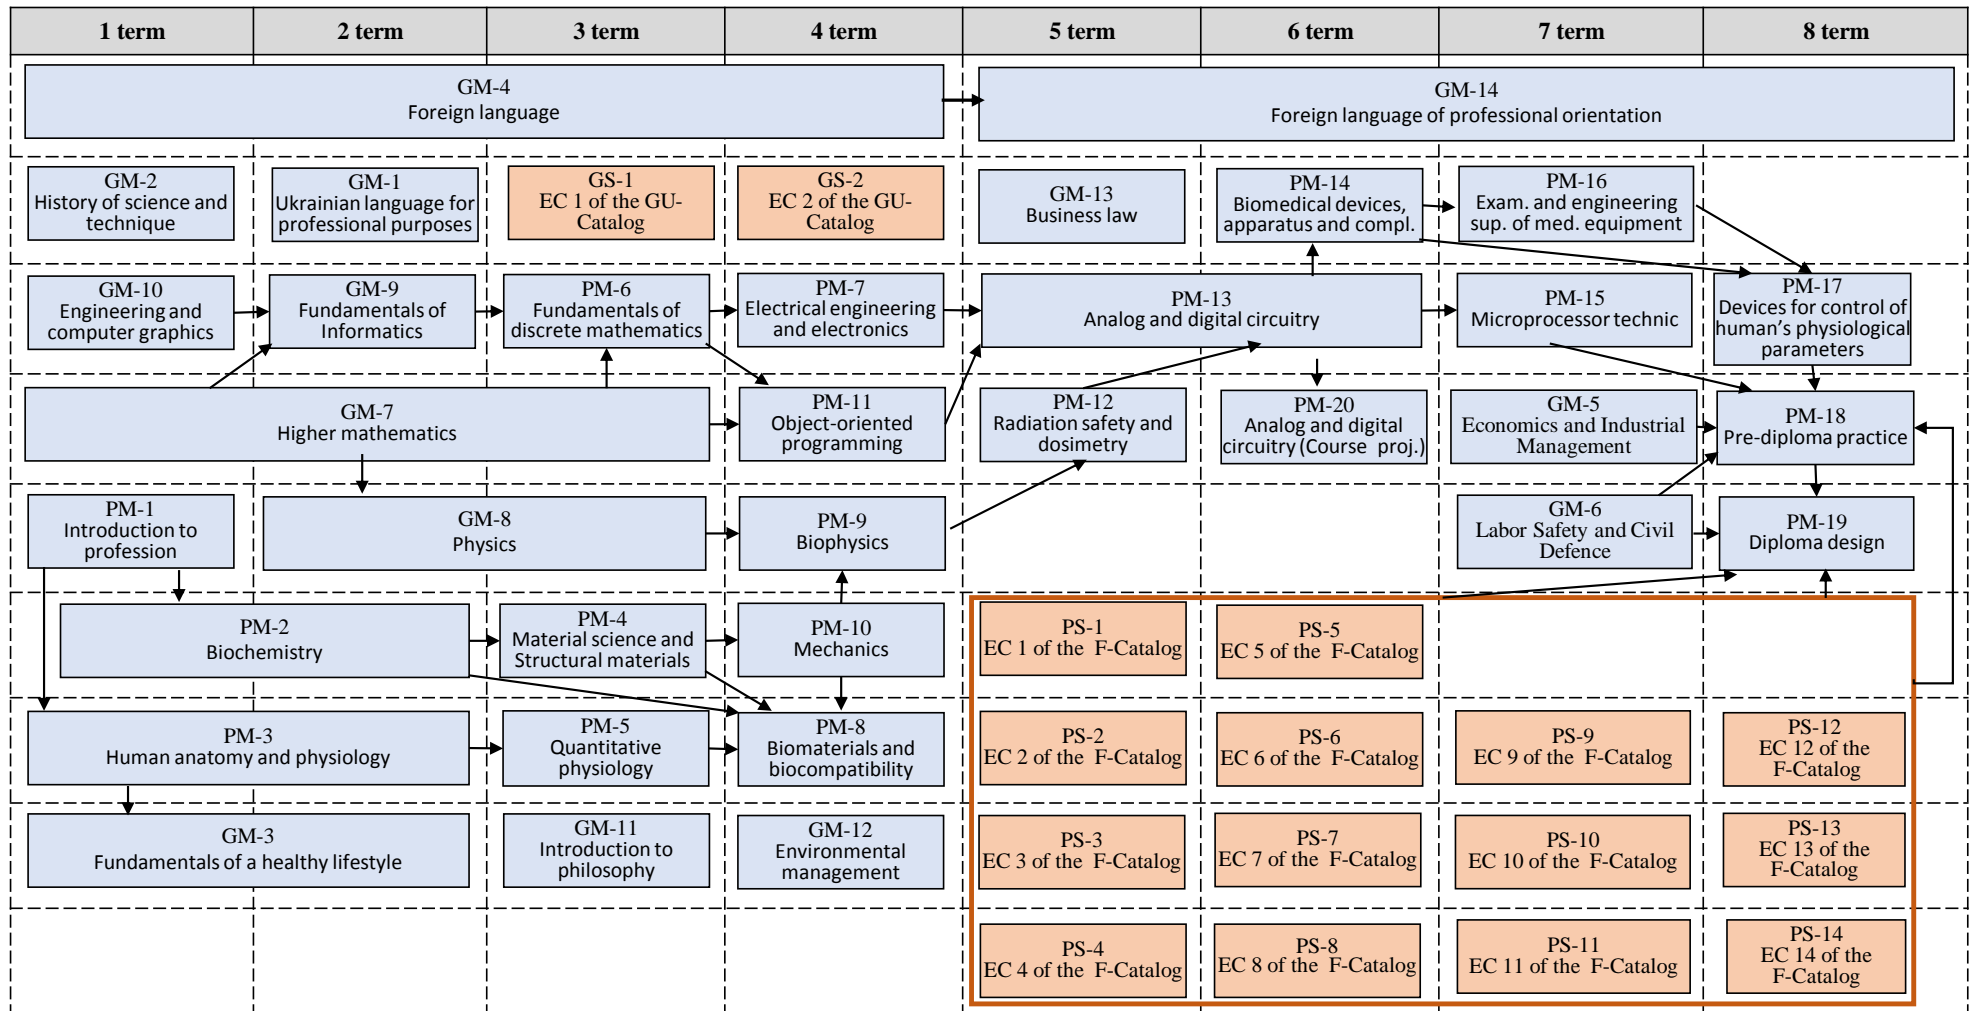 1 term
2 term
3 term
4 term
5 term
6 term
7 term
8 term
GM-4
Foreign language
GM-14
Foreign language of professional orientation
GM-2
History of science and
technique
GM-1
Ukrainian language for
professional purposes
GS-1
EC 1 of the GU-
Catalog
GS-2
EC 2 of the GU-
Catalog
GM-13
Business law
PM-14
Biomedical devices,
apparatus and compl.
PM-16
Exam. and engineering
sup. of med. equipment
GM-10
Engineering and
computer graphics
GM-9
Fundamentals of
Informatics
PM-6
Fundamentals of
discrete mathematics
PM-7
Electrical engineering
and electronics
PM-13
Analog and digital circuitry
PM-15
Microprocessor technic
PM-17
Devices for control of
human's physiological
parameters
GM-7
Higher mathematics
PM-11
Object-oriented
programming
PM-12
Radiation safety and
dosimetry
PM-20
Analog and digital
circuitry (Course proj.)
GM-5
Economics and Industrial
Management
PM-18
Pre-diploma practice
PM-1
Introduction to
profession
GM-8
Physics
PM-9
Biophysics
GM-6
Labor Safety and Civil
Defence
PM-19
Diploma design
PM-2
Biochemistry
PM-4
Material science and
Structural materials
PM-10
Mechanics
PS-1
EC 1 of the F-Catalog
PS-5
EC 5 of the F-Catalog
PM-3
Human anatomy and physiology
PM-5
Quantitative
physiology
PM-8
Biomaterials and
biocompatibility
PS-2
EC 2 of the F-Catalog
PS-6
EC 6 of the F-Catalog
PS-9
EC 9 of the F-Catalog
PS-12
EC 12 of the
F-Catalog
GM-3
Fundamentals of a healthy lifestyle
GM-11
Introduction to
philosophy
GM-12
Environmental
management
PS-3
EC 3 of the F-Catalog
PS-7
EC 7 of the F-Catalog
PS-10
EC 10 of the F-Catalog
PS-13
EC 13 of the
F-Catalog
PS-4
EC 4 of the F-Catalog
PS-8
EC 8 of the F-Catalog
PS-11
EC 11 of the F-Catalog
PS-14
EC 14 of the
F-Catalog